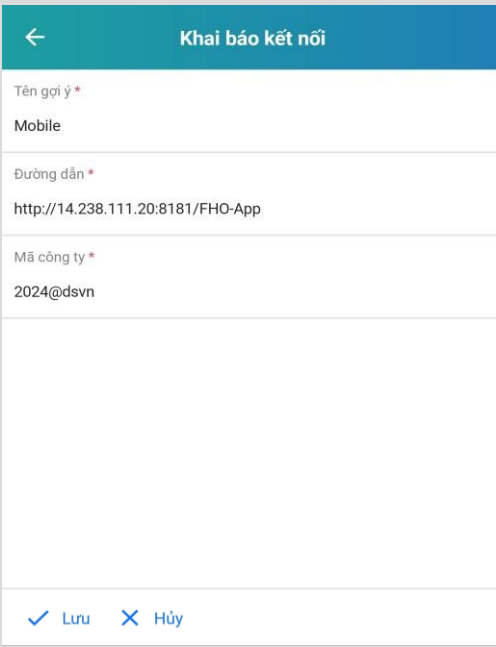 Khai báo kết nối
Tên gợi ý *
Mobile
Đường dẫn *
http://14.238.111.20:8181/FHO-App
Mã công ty *
2024@dsvn
Lưu Hủy